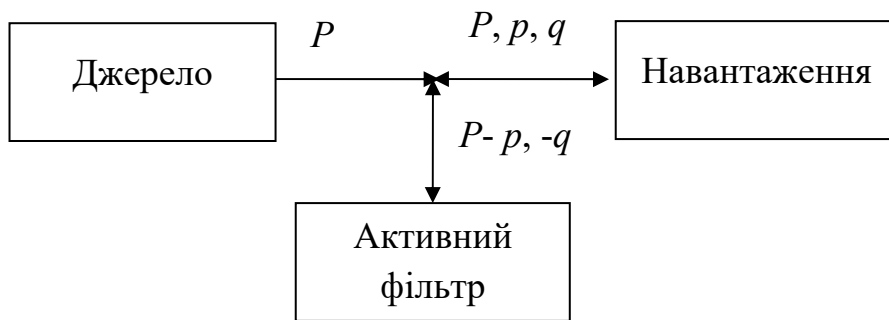 P
P, p, q
Джерело
Навантаження
P- p, -q
Активний
фільтр